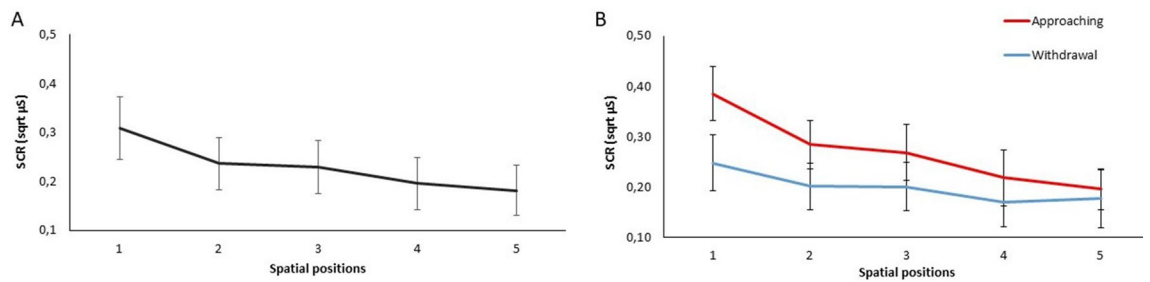 A
0,5
0,4
0,3
0,2
0,1
SCR (sqrt µS)
1 2 3 4 5
Spatial positions
B
Approaching
Withdrawal
0,50
0,40
0,30
0,20
0,10
SCR (sqrt µS)
1 2 3 4 5
Spatial positions